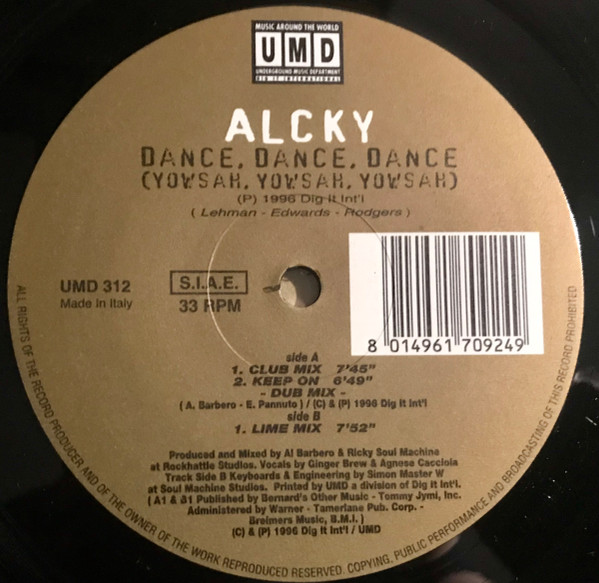 MUSIC AROUND THE WORLD
UMD
UNDERGROUND MUSIC DEPARTMENT
DIG IT INTERNATIONAL
ALCKY
DANCE, DANCE, DANCE
(YOWSAH, YOWSAH, YOWSAH)
(P) 1996 Dig It Int'l
( Lehman - Edwards - Rodgers )
UMD 312
Made in Italy
S.I.A.E.
33 RPM
8 014961 709249
side A
1. CLUB MIX 7'45"
2. KEEP ON 6'49"
- DUB MIX -
( A. Barbero - E. Pannuto ) / (C) & (P) 1996 Dig It Int'l
side B
1. LIME MIX 7'52"
Produced and Mixed by Al Barbero & Ricky Soul Machine
at Rockhattle Studios. Vocals by Ginger Brew & Agnese Cacciola
Track Side B Keyboards & Engineering by Simon Master W
at Soul Machine Studios. Printed by UMD a division of Dig It Int'l.
( A1 & B1 Published by Bernard's Other Music - Tommy Jymi, Inc.
Administered by Warner - Tamerlane Pub. Corp. -
Breimers Music, B.M.I. )
(C) & (P) 1996 Dig It Int'l / UMD
ALL RIGHTS OF THE RECORD PRODUCER AND OF THE OWNER OF THE WORK REPRODUCED RESERVED. COPYING, PUBLIC PERFORMANCE AND BROADCASTING OF THIS RECORD PROHIBITED